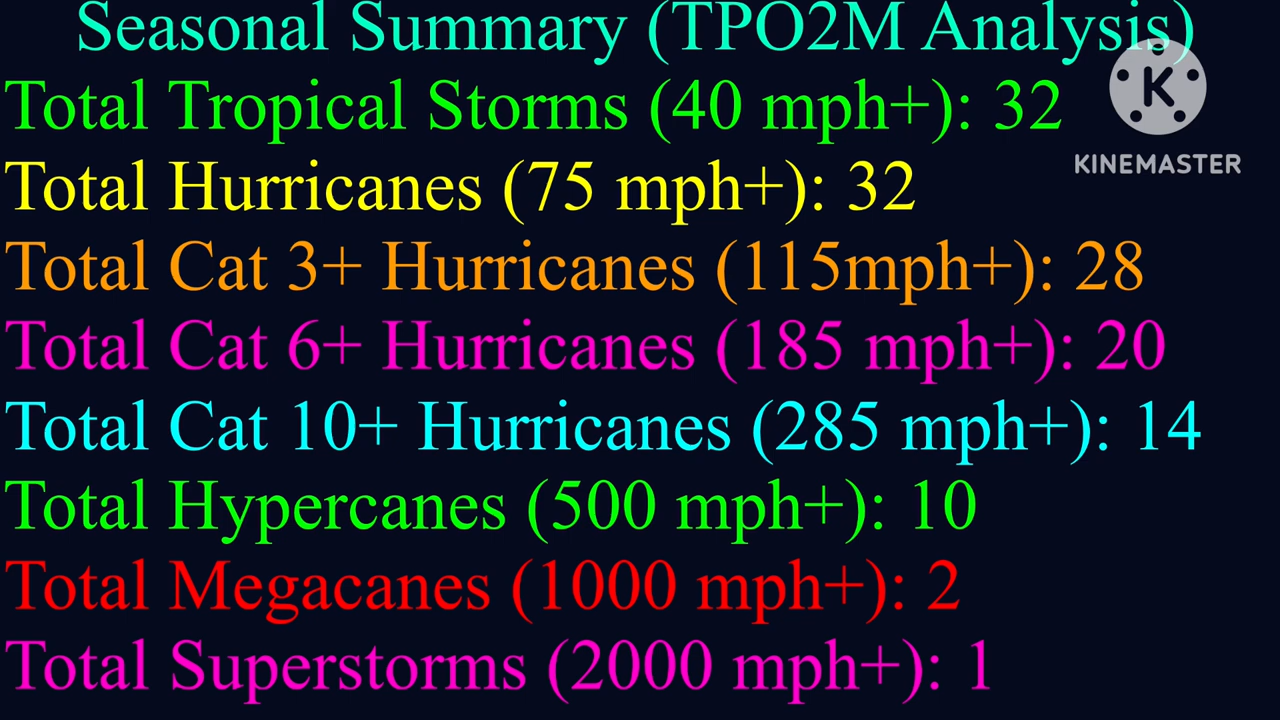 Seasonal Summary (TPO2M Analysis)
Total Tropical Storms (40 mph+): 32
K
KINEMASTER
Total Hurricanes (75 mph+): 32
Total Cat 3+ Hurricanes (115mph+): 28
Total Cat 6+ Hurricanes (185 mph+): 20
Total Cat 10+ Hurricanes (285 mph+): 14
Total Hypercanes (500 mph+): 10
Total Megacanes (1000 mph+): 2
Total Superstorms (2000 mph+): 1